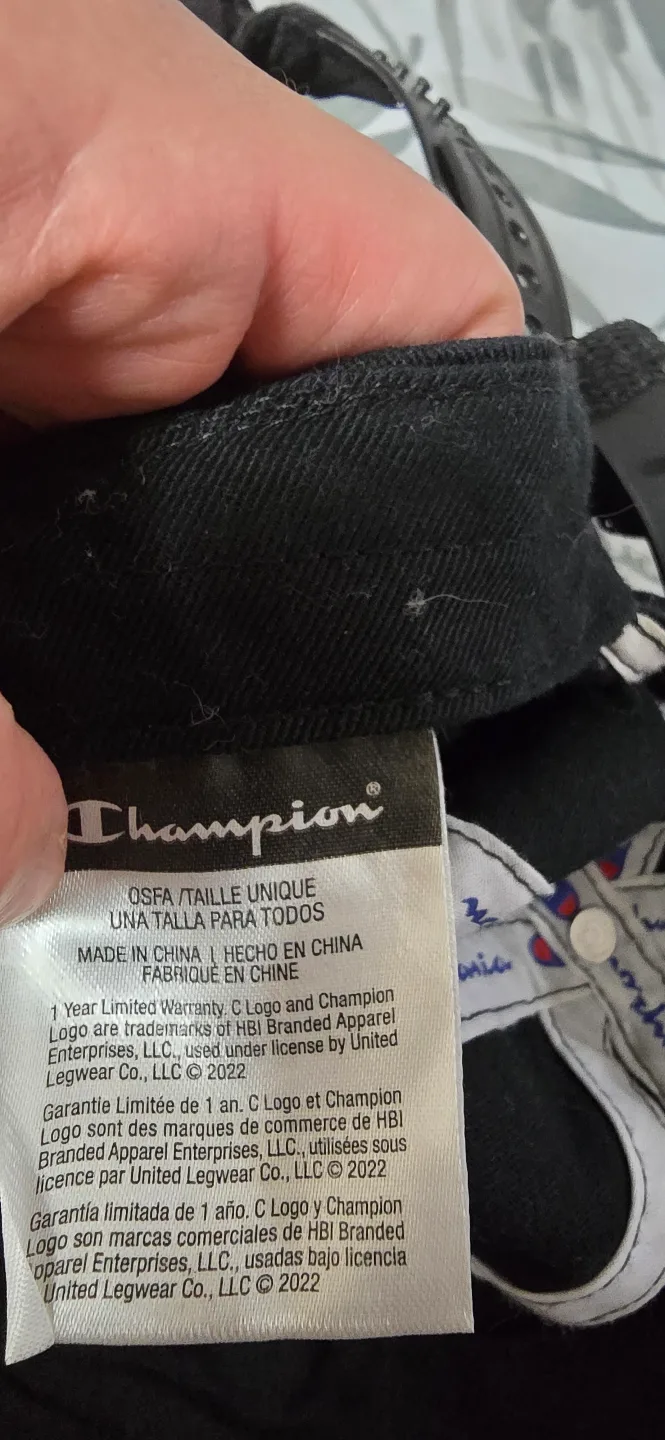 Champion®
OSFA /TAILLE UNIQUE
UNA TALLA PARA TODOS
MADE IN CHINA | HECHO EN CHINA
FABRIQUÉ EN CHINE
1 Year Limited Warranty. C Logo and Champion
Logo are trademarks of HBI Branded Apparel
Enterprises, LLC., used under license by United
Legwear Co., LLC © 2022
Garantie Limitée de 1 an. C Logo et Champion
Logo sont des marques de commerce de HBI
Branded Apparel Enterprises, LLC., utilisées sous
licence par United Legwear Co., LLC © 2022
Garantía limitada de 1 año. C Logo y Champion
Logo son marcas comerciales de HBI Branded
pparel Enterprises, LLC., usadas bajo licencia
United Legwear Co., LLC © 2022